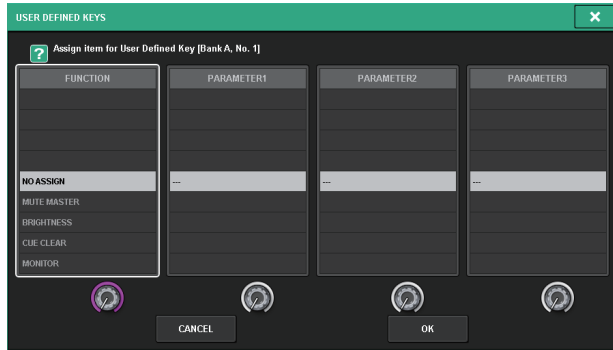 USER DEFINED KEYS
Assign item for User Defined Key [Bank A, No. 1]
FUNCTION PARAMETER1 PARAMETER2 PARAMETER3
NO ASSIGN --- --- ---
MUTE MASTER
BRIGHTNESS
CUE CLEAR
MONITOR
CANCEL OK